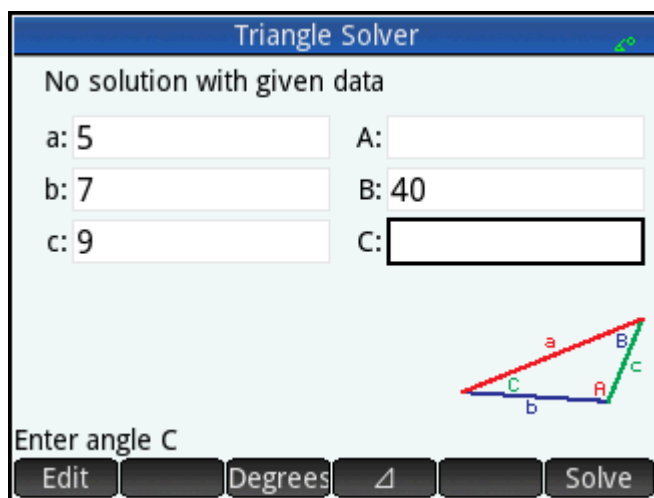 Triangle Solver
No solution with given data
a: 5 A:
b: 7 B: 40
c: 9 C:
a B
C A c
b
Enter angle C
Edit Degrees ⊿ Solve